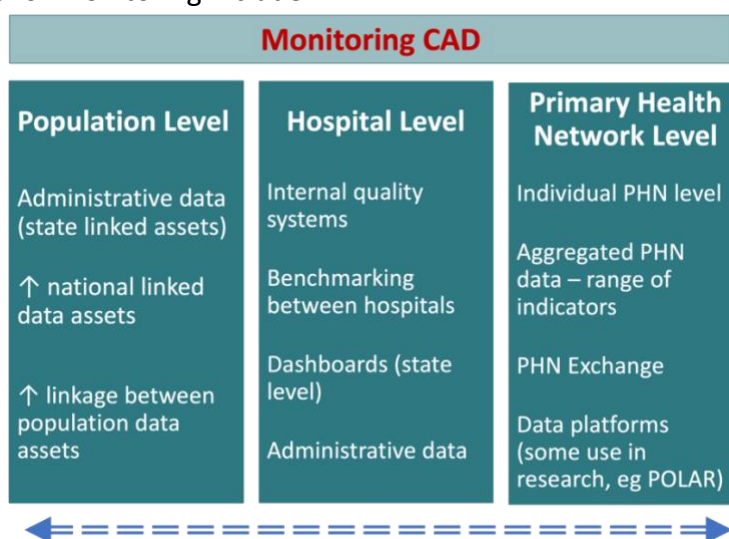 Monitoring CAD
Population Level
Administrative data
(state linked assets)
↑ national linked
data assets
↑ linkage between
population data
assets
Hospital Level
Internal quality
systems
Benchmarking
between hospitals
Dashboards (state
level)
Administrative data
Primary Health
Network Level
Individual PHN level
Aggregated PHN
data – range of
indicators
PHN Exchange
Data platforms
(some use in
research, eg POLAR)